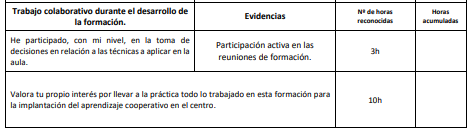 Trabajo colaborativo durante el desarrollo de
la formación.
Evidencias
Nº de horas
reconocidas
Horas
acumuladas
He participado, con mi nivel, en la toma de
decisiones en relación a las técnicas a aplicar en la
aula.
Participación activa en las
reuniones de formación.
3h
Valora tu propio interés por llevar a la práctica todo lo trabajado en esta formación para
la implantación del aprendizaje cooperativo en el centro.
10h